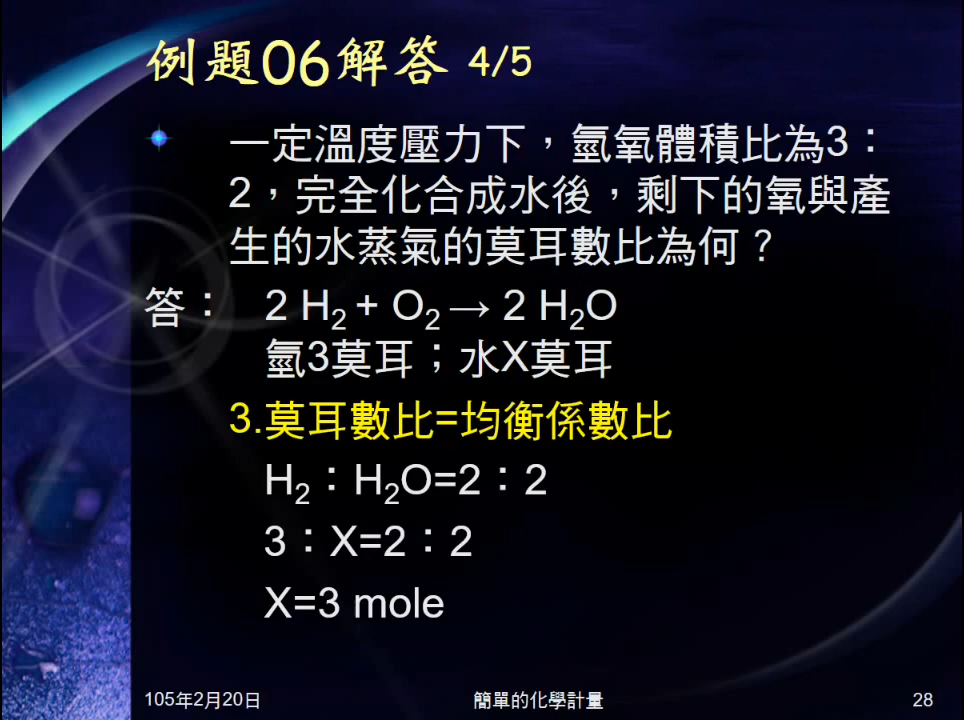 例題06解答 4/5
一定溫度壓力下，氫氧體積比為3：
2，完全化合成水後，剩下的氧與產
生的水蒸氣的莫耳數比為何？
答： 2 H₂ + O₂ → 2 H₂O
氫3莫耳；水X莫耳
3.莫耳數比=均衡係數比
H₂：H₂O=2：2
3：X=2：2
X=3 mole
105年2月20日 簡單的化學計量 28